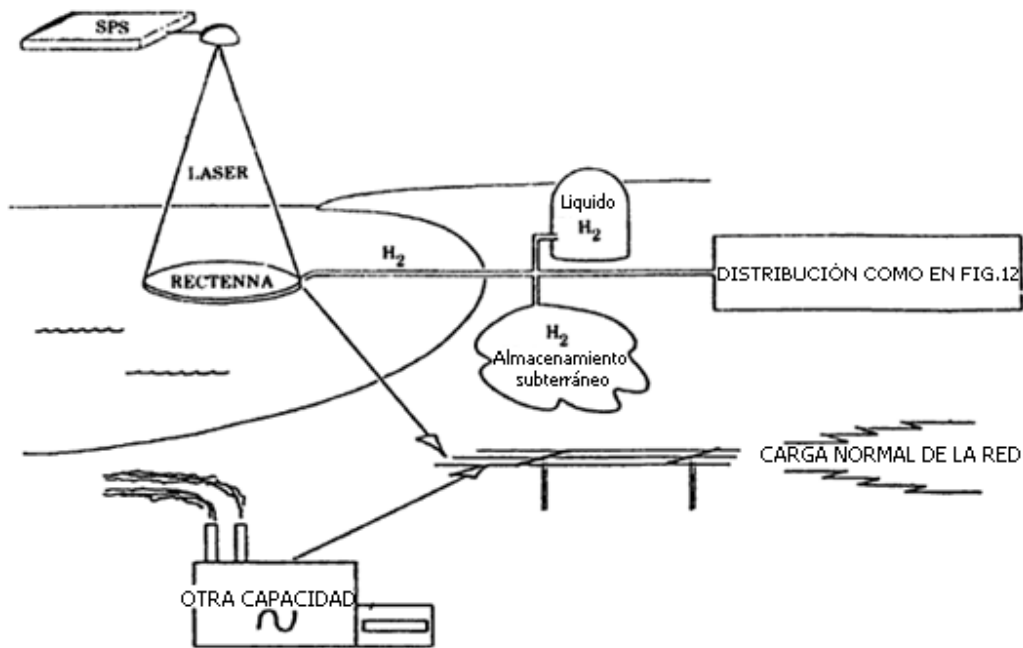 SPS
LASER
RECTENNA
H₂
Liquido
H₂
DISTRIBUCIÓN COMO EN FIG.12
H₂
Almacenamiento
subterráneo
CARGA NORMAL DE LA RED
OTRA CAPACIDAD